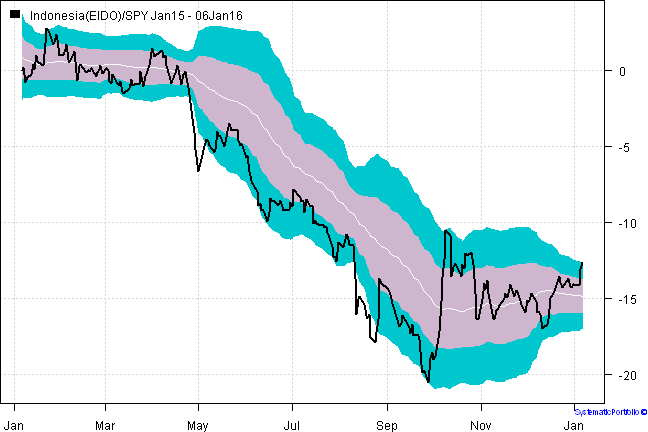 Indonesia(EIDO)/SPY Jan15 - 06Jan16
0
-5
-10
-15
-20
Jan Mar May Jul Sep Nov Jan
SystematicPortfolio ©